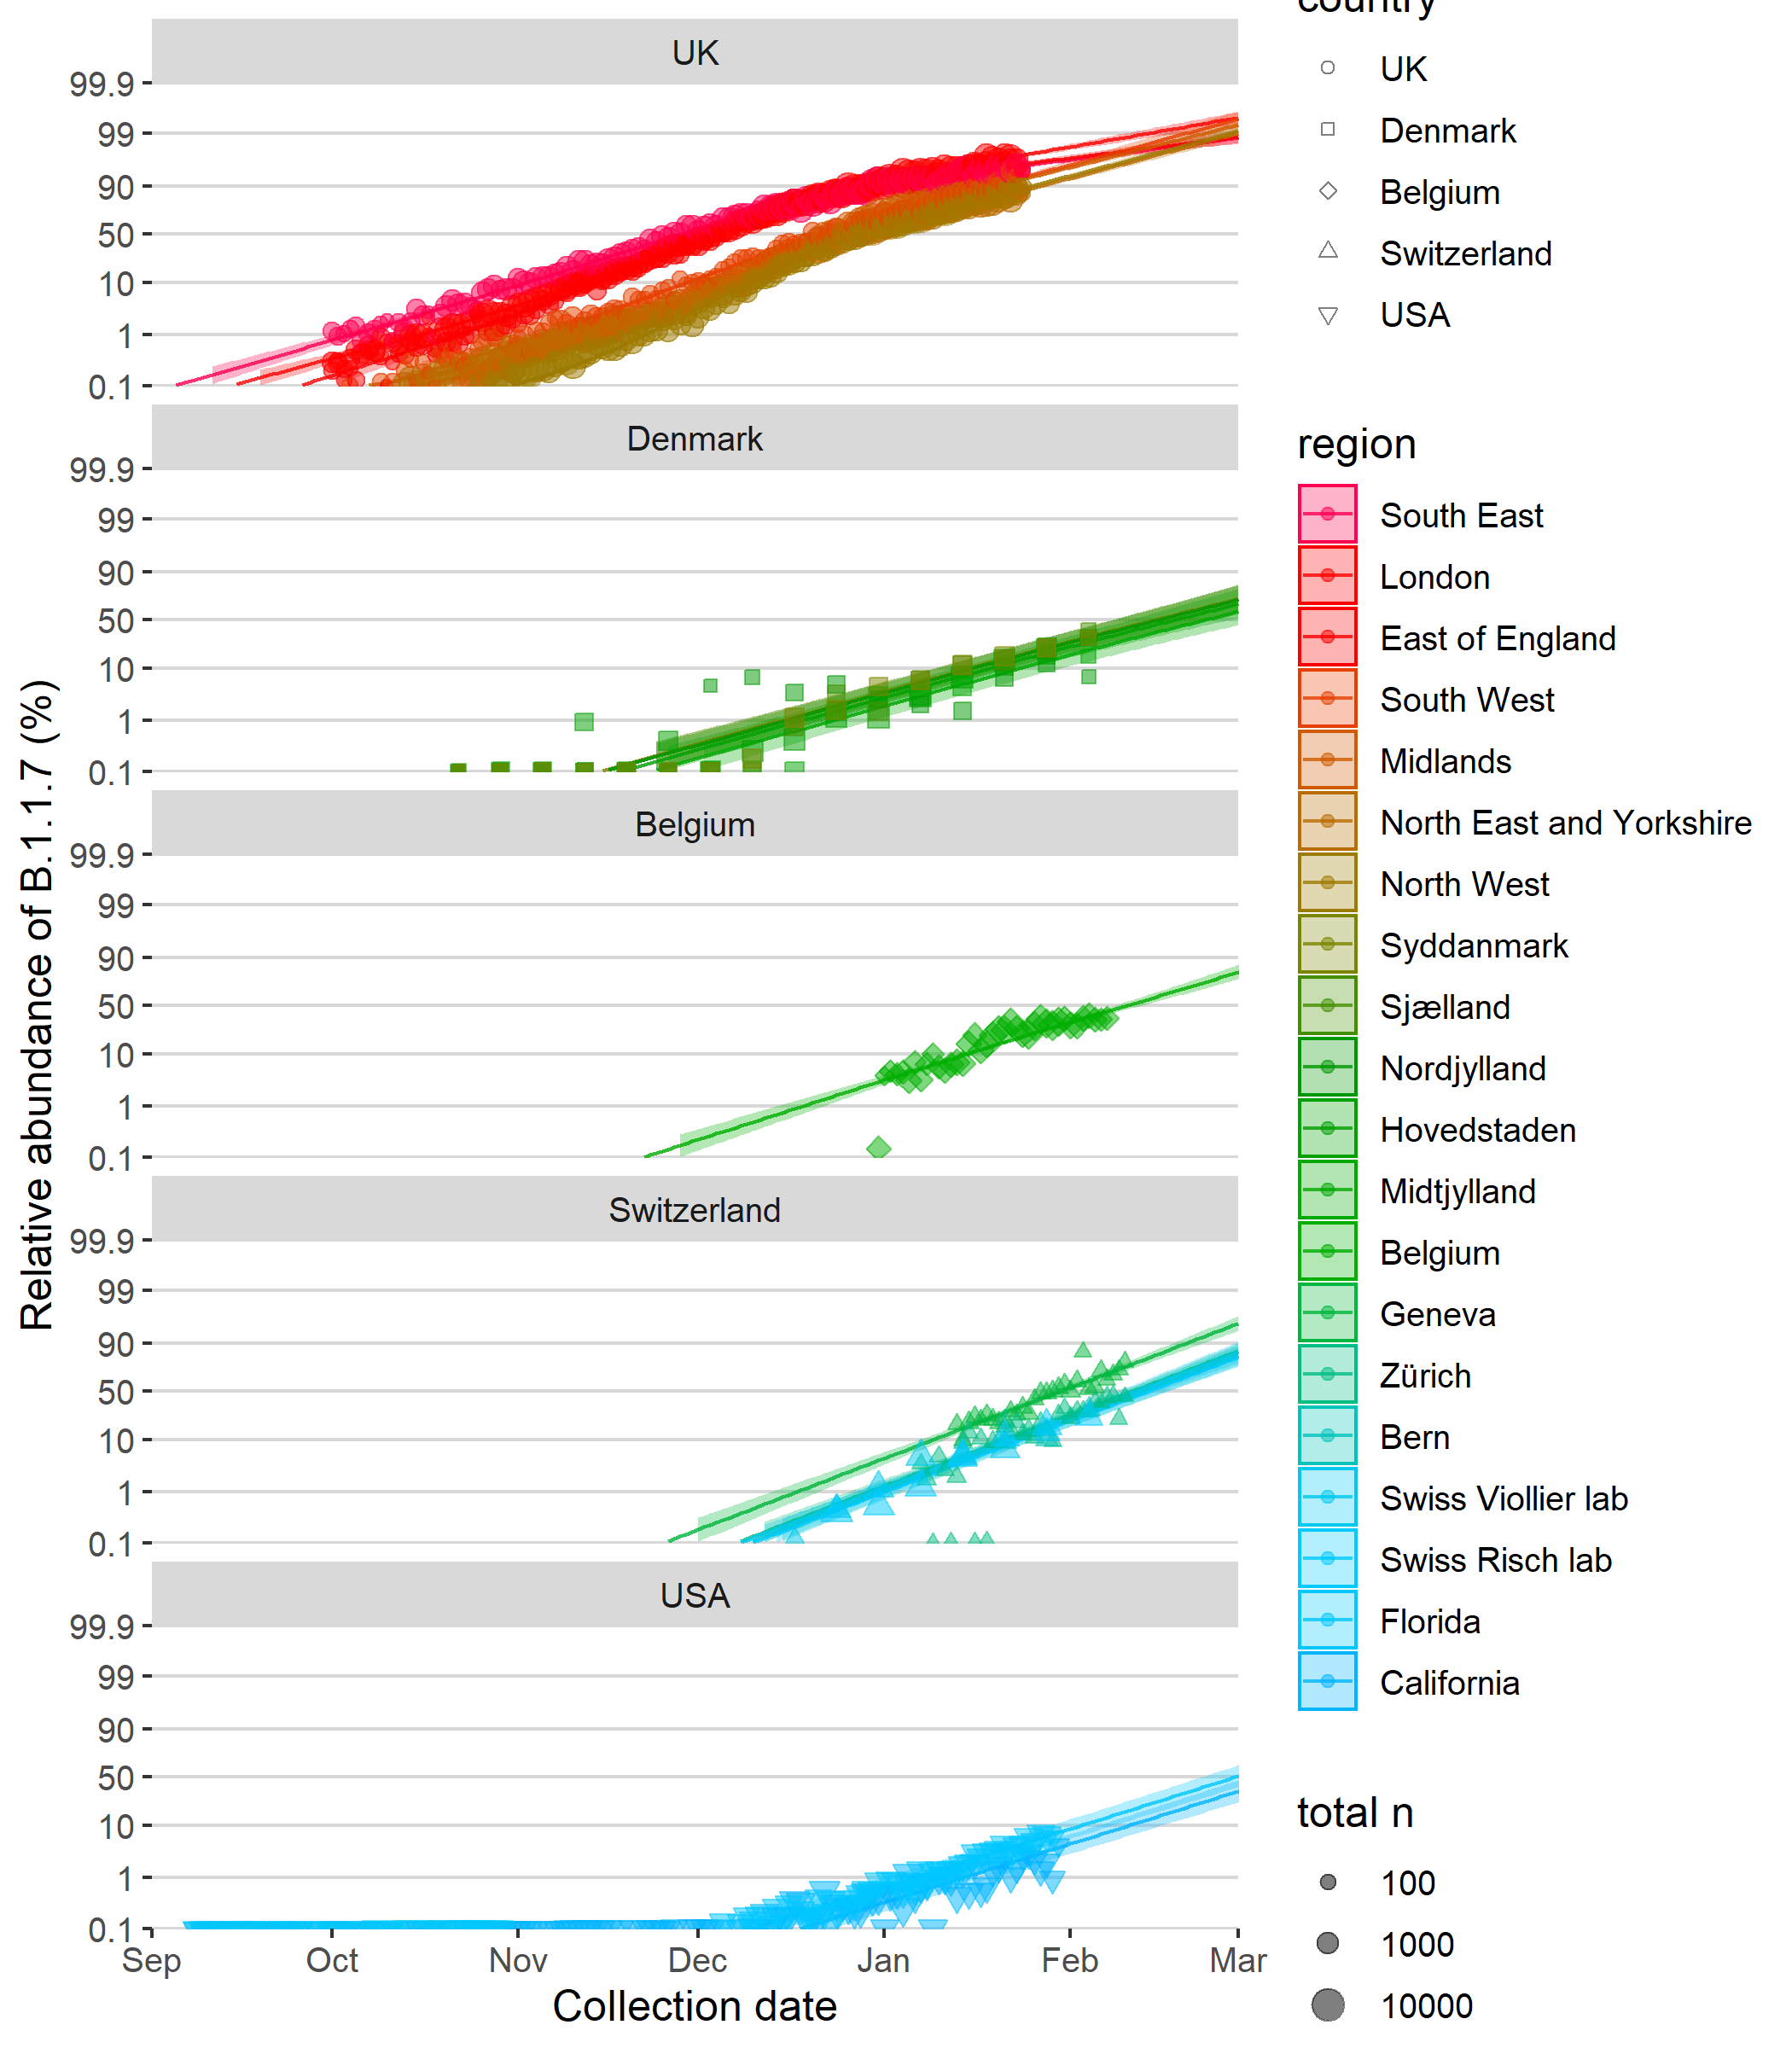 country
UK
Denmark
Belgium
Switzerland
USA
region
South East
London
East of England
South West
Midlands
North East and Yorkshire
North West
Syddanmark
Sjælland
Nordjylland
Hovedstaden
Midtjylland
Belgium
Geneva
Zürich
Bern
Swiss Viollier lab
Swiss Risch lab
Florida
California
total n
100
1000
10000
Relative abundance of B.1.1.7 (%)
UK
99.9
99
90
50
10
1
0.1
Denmark
99.9
99
90
50
10
1
0.1
Belgium
99.9
99
90
50
10
1
0.1
Switzerland
99.9
99
90
50
10
1
0.1
USA
99.9
99
90
50
10
1
0.1
Sep Oct Nov Dec Jan Feb Mar
Collection date